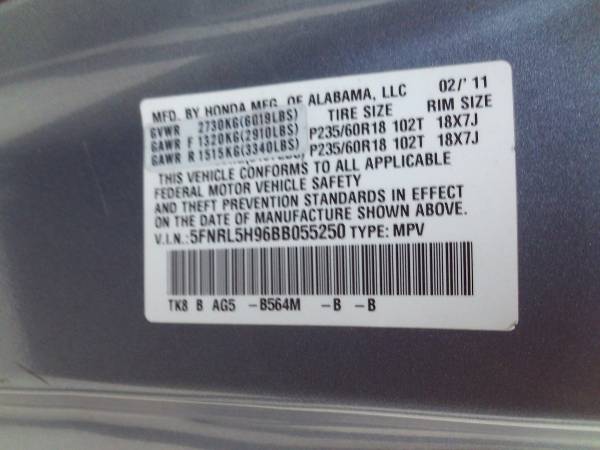 MFD. BY HONDA MFG. OF ALABAMA, LLC 02/'11
TIRE SIZE RIM SIZE
GVWR 2730KG(6019LBS)
GAWR F 1320KG(2910LBS) P235/60R18 102T 18X7J
GAWR R 1515KG(3340LBS) P235/60R18 102T 18X7J
THIS VEHICLE CONFORMS TO ALL APPLICABLE
FEDERAL MOTOR VEHICLE SAFETY
AND THEFT PREVENTION STANDARDS IN EFFECT
ON THE DATE OF MANUFACTURE SHOWN ABOVE.
V.I.N.:5FNRL5H96BB055250 TYPE: MPV
TK8 B AG5 -B564M -B -B